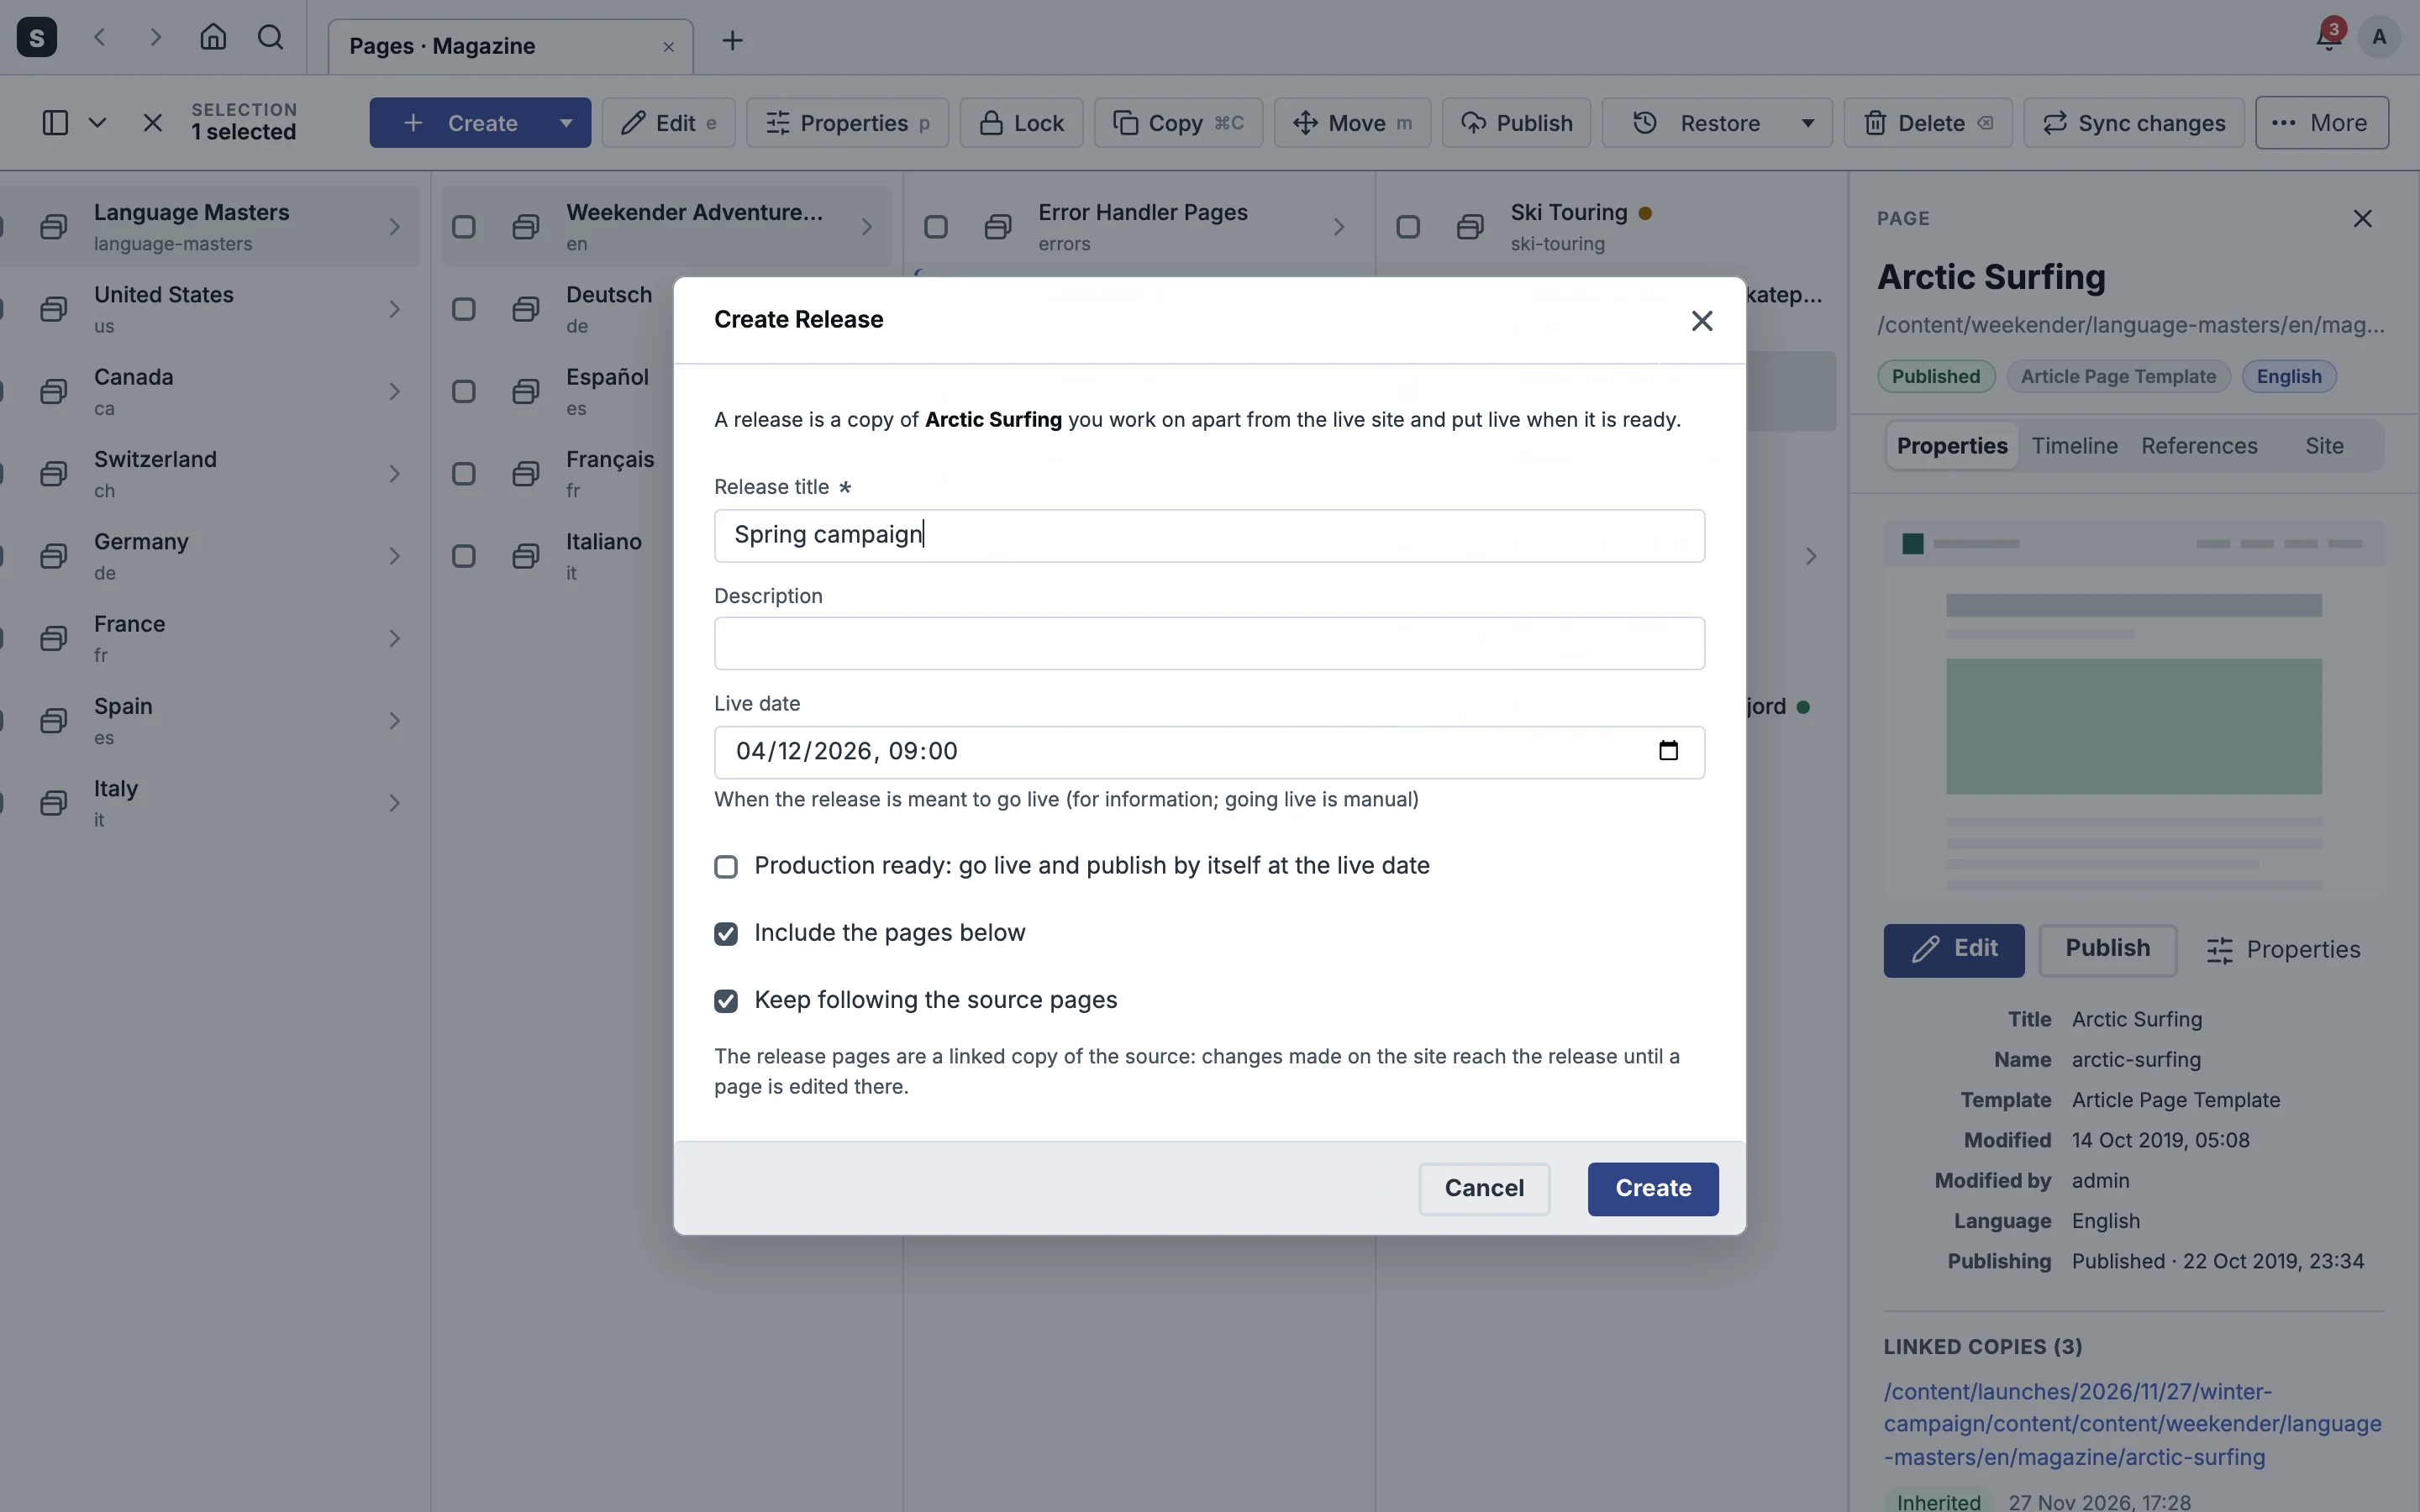 S
Pages · Magazine
3
A
SELECTION
1 selected
Create
Edit e
Properties p
Lock
Copy ⌘C
Move m
Publish
Restore
Delete
Sync changes
More
Language Masters
language-masters
United States
us
Canada
ca
Switzerland
ch
Germany
de
France
fr
Spain
es
Italy
it
Weekender Adventure...
en
Deutsch
de
Español
es
Français
fr
Italiano
it
Error Handler Pages
errors
Ski Touring
ski-touring
katep...
jord
Create Release
A release is a copy of Arctic Surfing you work on apart from the live site and put live when it is ready.
Release title *
Spring campaign
Description
Live date
04/12/2026, 09:00
When the release is meant to go live (for information; going live is manual)
Production ready: go live and publish by itself at the live date
Include the pages below
Keep following the source pages
The release pages are a linked copy of the source: changes made on the site reach the release until a
page is edited there.
Cancel
Create
PAGE
Arctic Surfing
/content/weekender/language-masters/en/mag...
Published
Article Page Template
English
Properties
Timeline
References
Site
Edit
Publish
Properties
Title Arctic Surfing
Name arctic-surfing
Template Article Page Template
Modified 14 Oct 2019, 05:08
Modified by admin
Language English
Publishing Published · 22 Oct 2019, 23:34
LINKED COPIES (3)
/content/launches/2026/11/27/winter-
campaign/content/content/weekender/language
-masters/en/magazine/arctic-surfing
Inherited 27 Nov 2026, 17:28